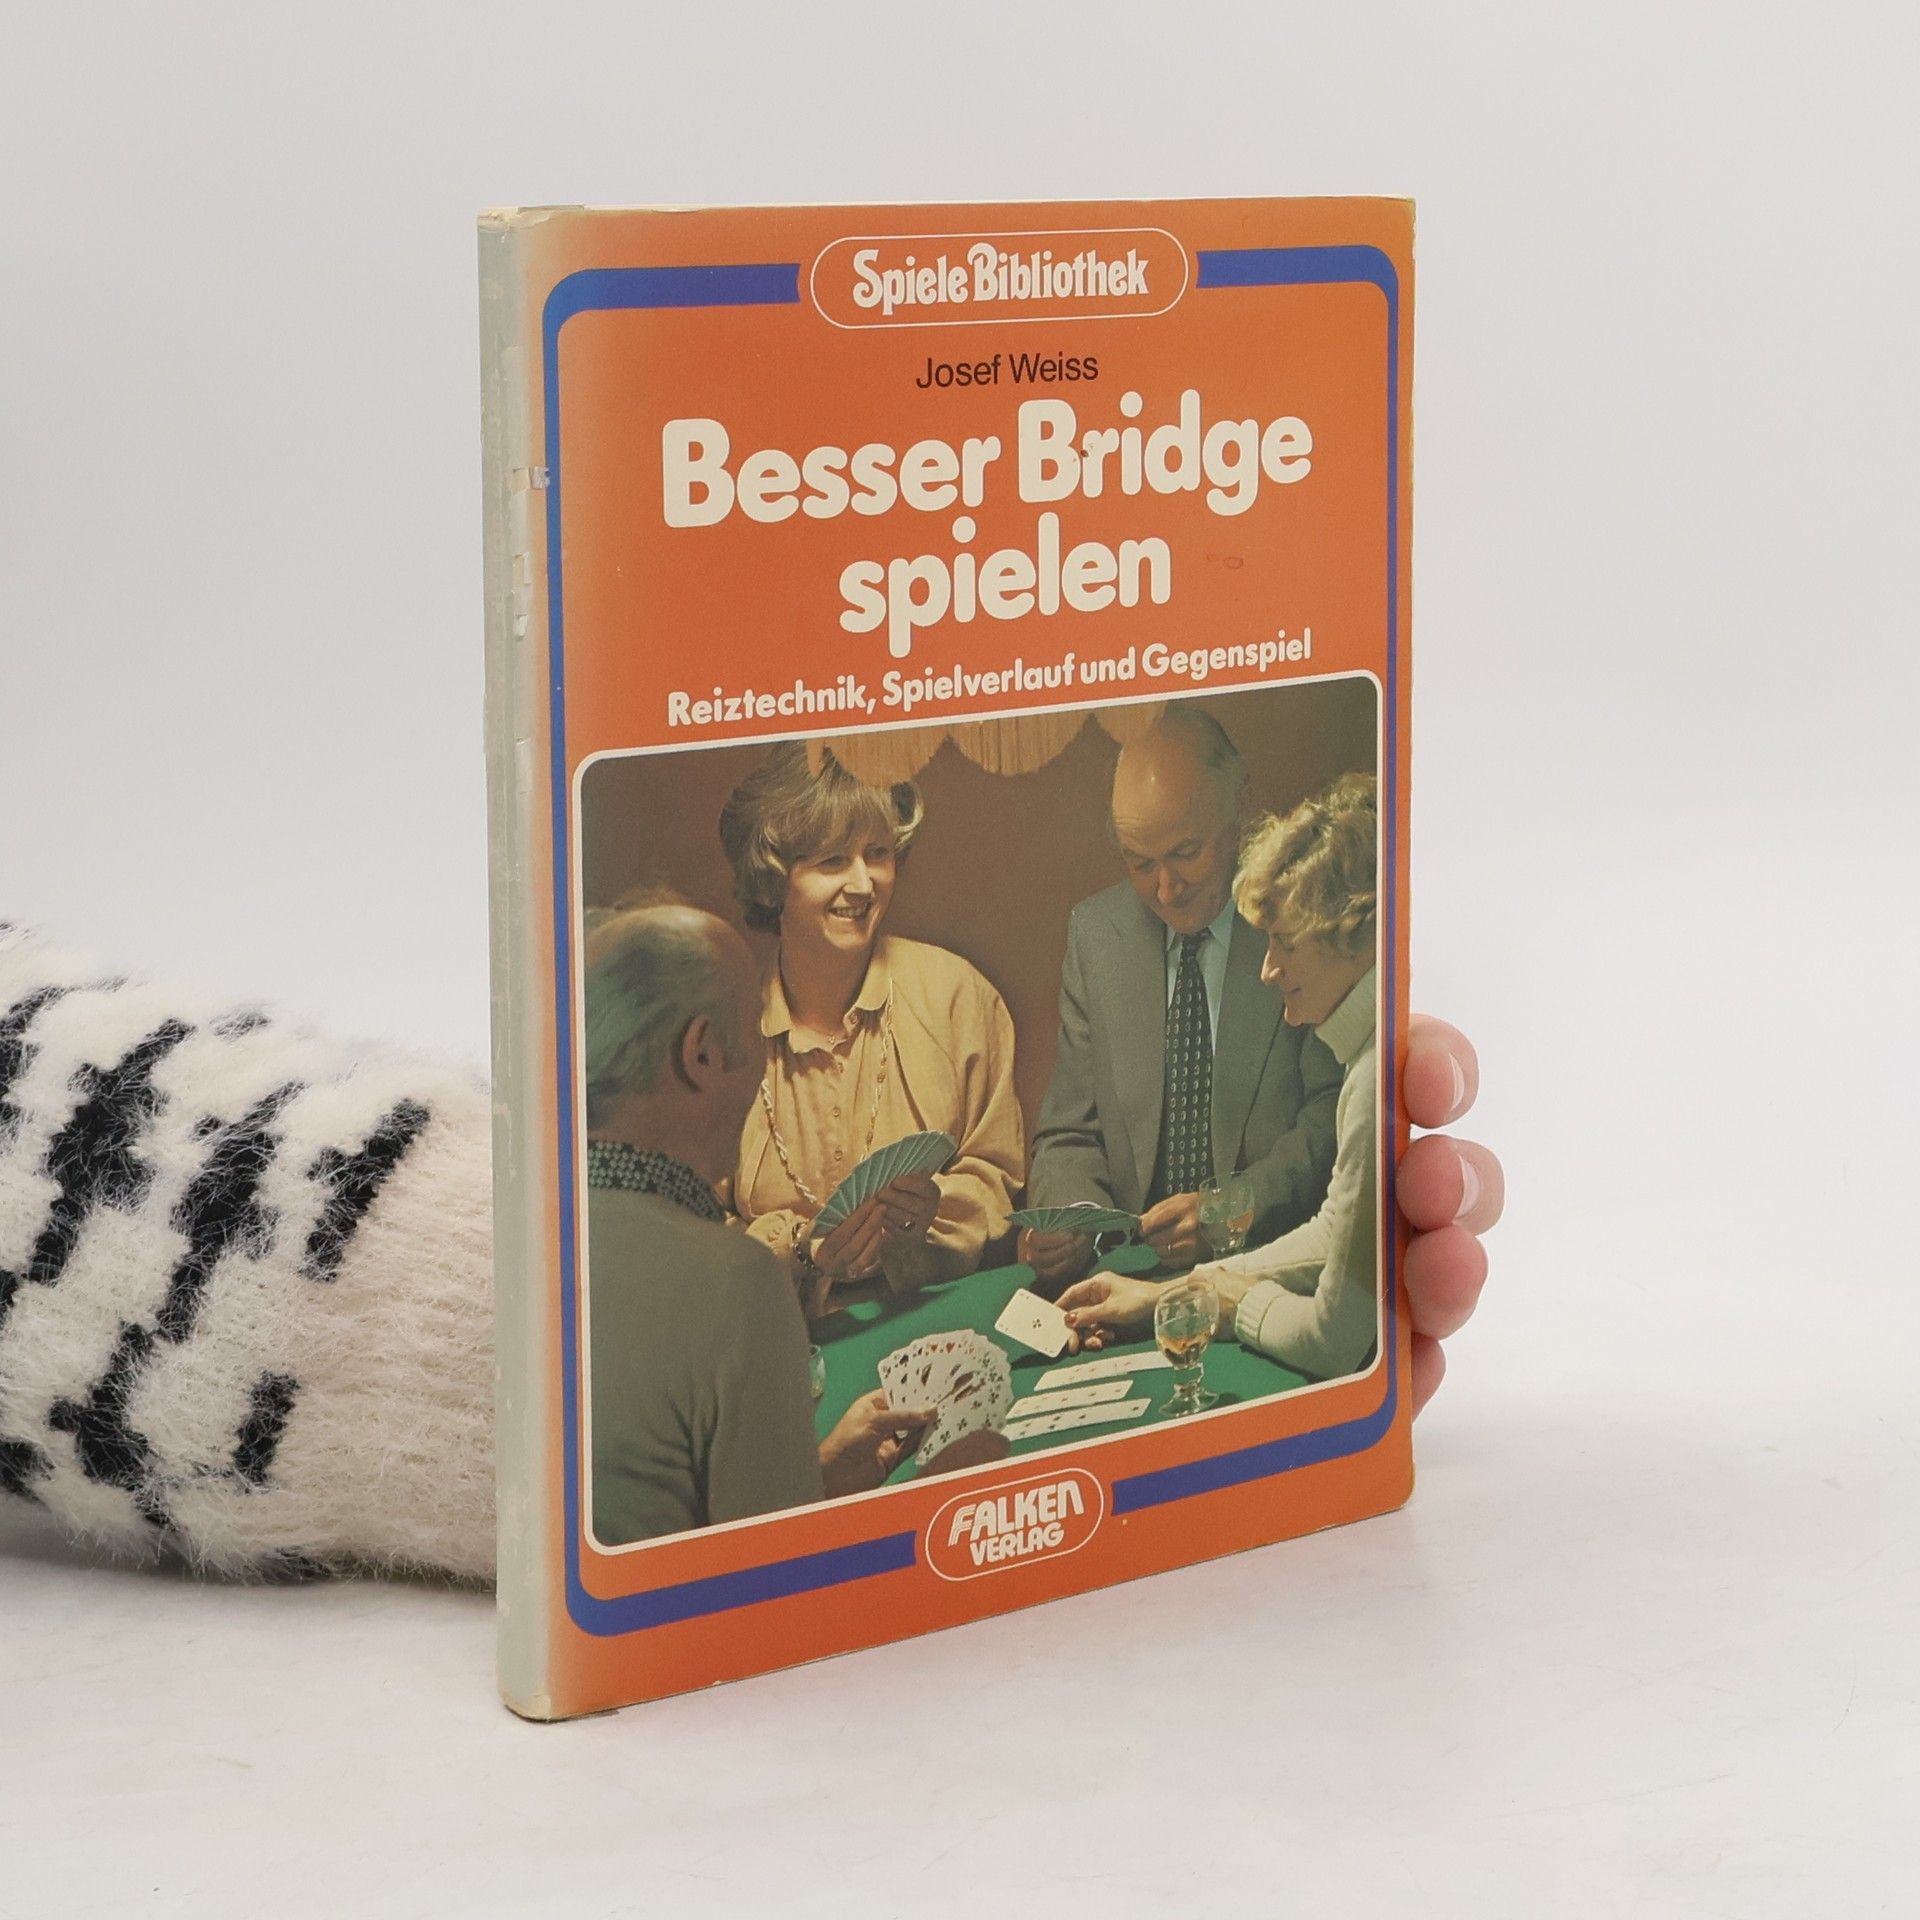 Spiele Bibliothek
Josef Weiss
Besser Bridge
spielen
Reiztechnik, Spielverlauf und Gegenspiel
FALKEN
VERLAG